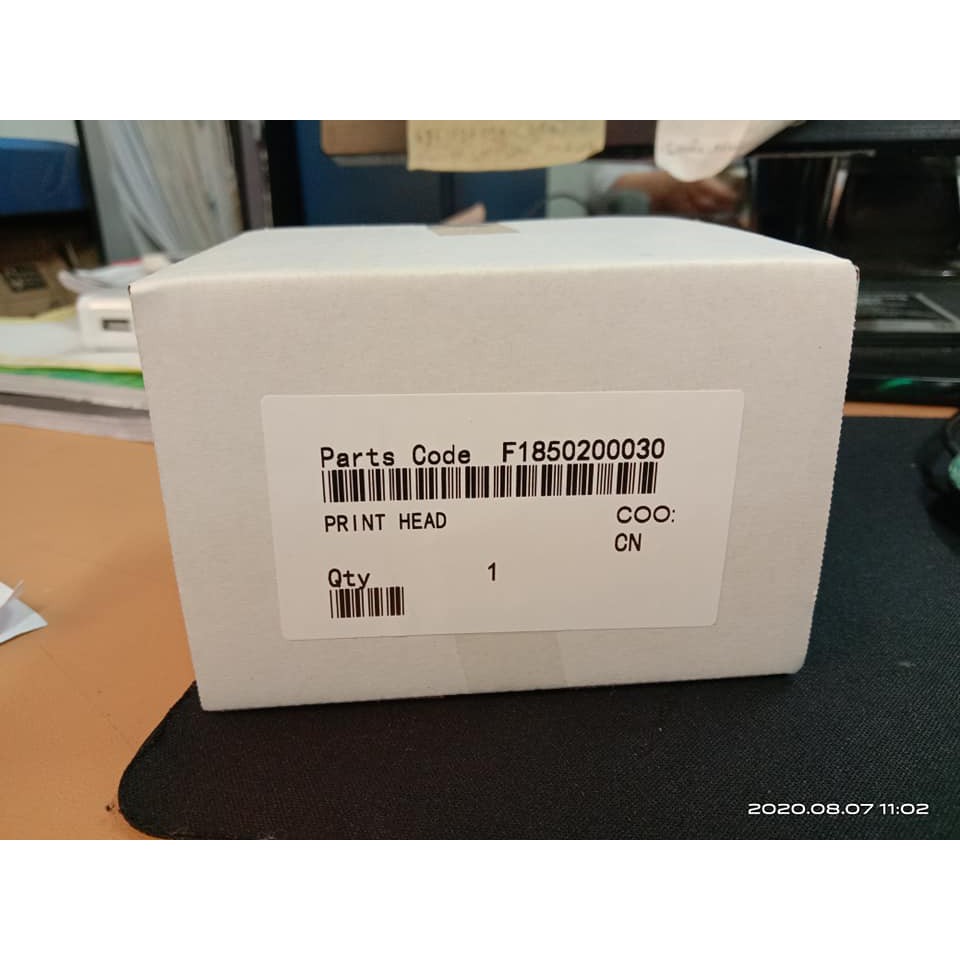 Parts Code F1850200030
PRINT HEAD
COO:
CN
Qty 1
2020.08.07 11:02